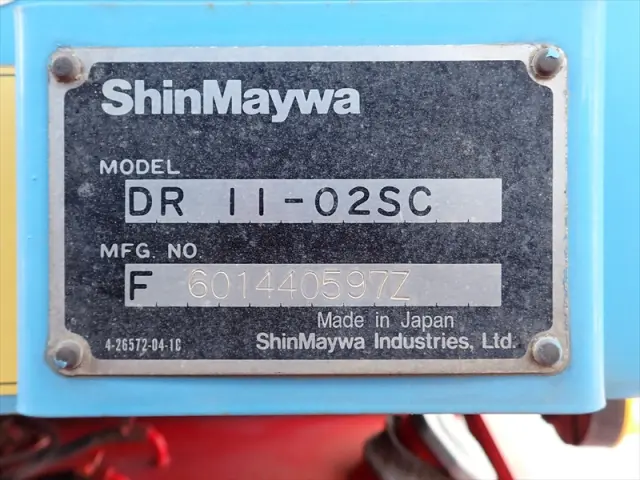 ShinMaywa
MODEL
DR 11-02SC
MFG. NO
F 601440597Z
Made in Japan
4-26572-04-1C ShinMaywa Industries, Ltd.